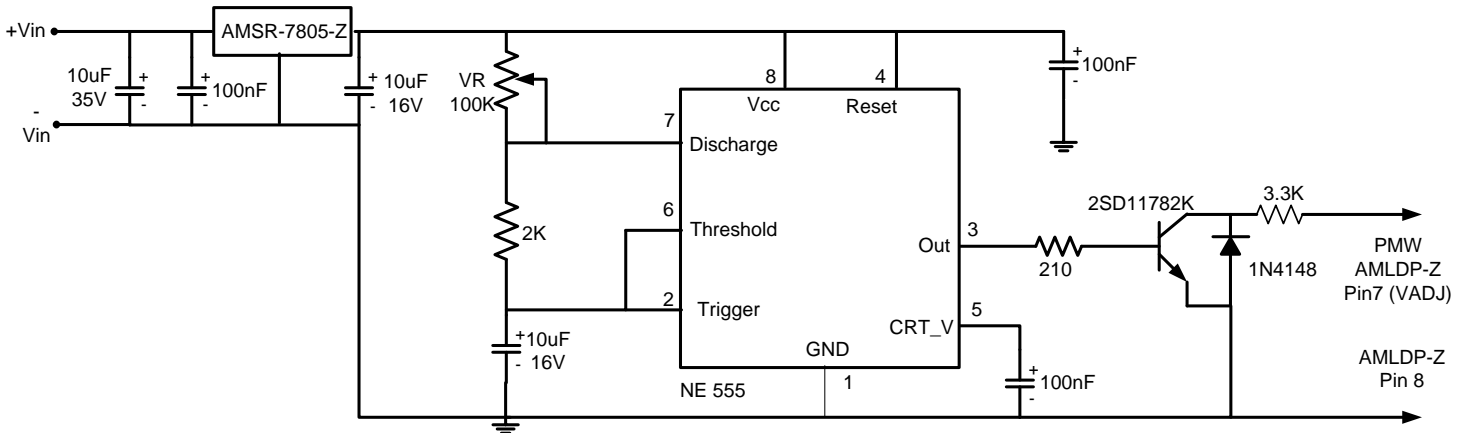 +Vin
AMSR-7805-Z
10uF
35V
+
-
+
-
100nF
+
-
10uF
16V
VR
100K
8
4
+
-
100nF
Vcc
Reset
-
Vin
7
Discharge
2K
6
Threshold
2SD11782K
3.3K
3
Out
210
1N4148
PMW
AMLDP-Z
Pin7 (VADJ)
2
Trigger
5
CRT_V
+
-
10uF
16V
GND
1
NE 555
+
-
100nF
AMLDP-Z
Pin 8